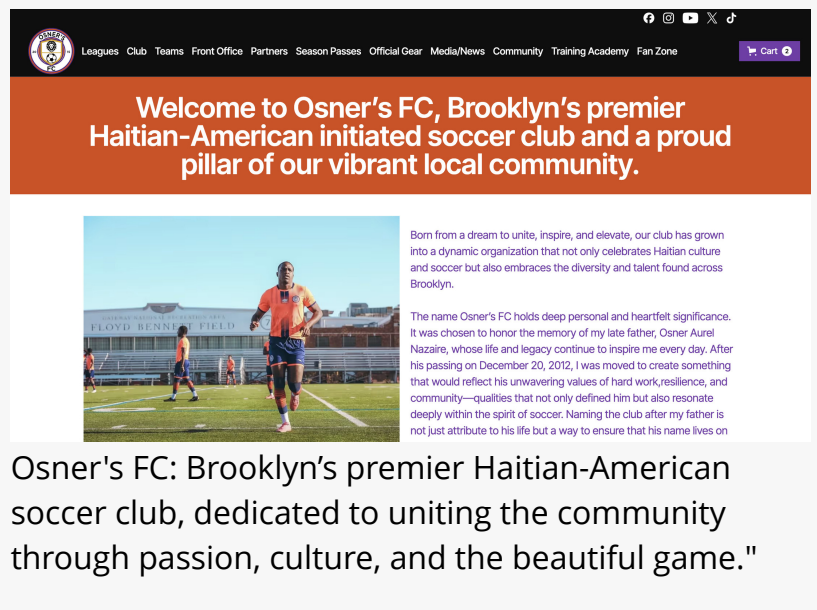 OSNER'S
FC
Leagues Club Teams Front Office Partners Season Passes Official Gear Media/News Community Training Academy Fan Zone
Cart 2
Welcome to Osner’s FC, Brooklyn’s premier
Haitian-American initiated soccer club and a proud
pillar of our vibrant local community.
GATEWAY NATIONAL RECREATION AREA
FLOYD BENNETT FIELD
Born from a dream to unite, inspire, and elevate, our club has grown
into a dynamic organization that not only celebrates Haitian culture
and soccer but also embraces the diversity and talent found across
Brooklyn.
The name Osner’s FC holds deep personal and heartfelt significance.
It was chosen to honor the memory of my late father, Osner Aurel
Nazaire, whose life and legacy continue to inspire me every day. After
his passing on December 20, 2012, I was moved to create something
that would reflect his unwavering values of hard work,resilience, and
community—qualities that not only defined him but also resonate
deeply within the spirit of soccer. Naming the club after my father is
not just attribute to his life but a way to ensure that his name lives on
Osner's FC: Brooklyn’s premier Haitian-American
soccer club, dedicated to uniting the community
through passion, culture, and the beautiful game."